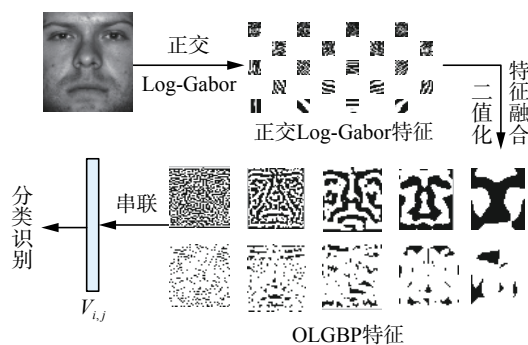 正交
Log-Gabor
正交Log-Gabor特征
特征融合
二值化
串联
分类识别
V_{i,j}
OLGBP特征